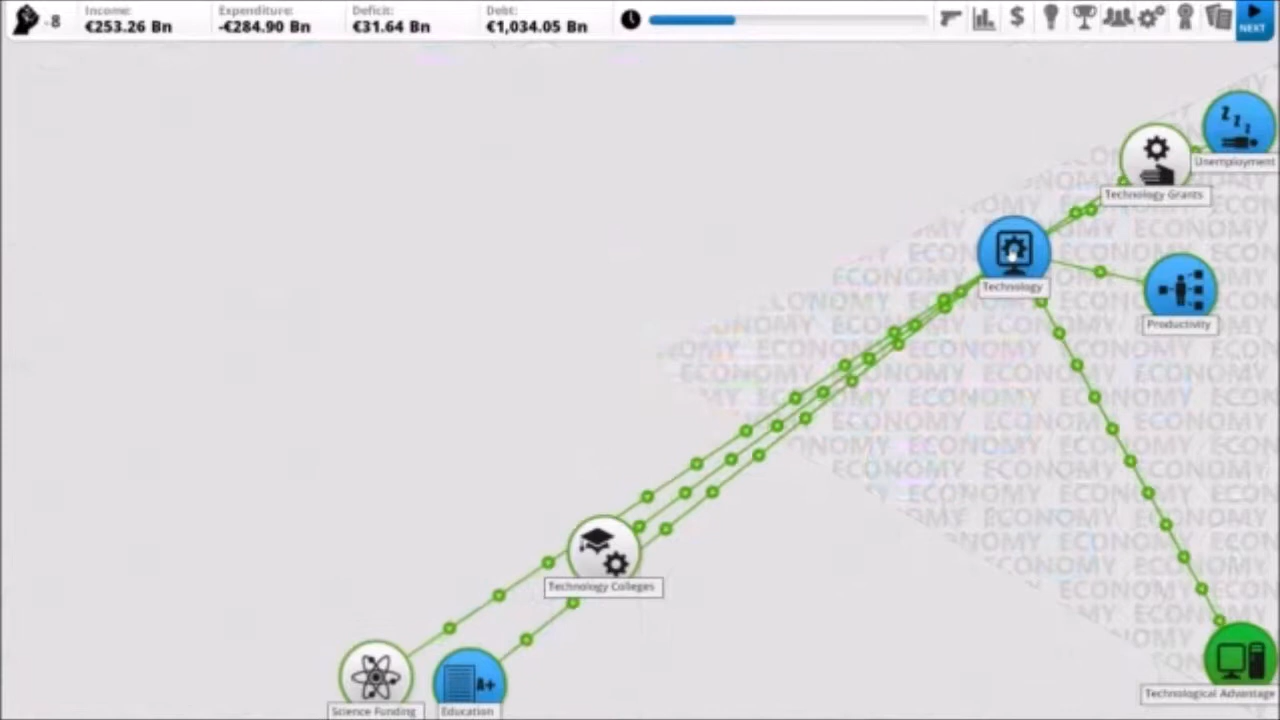 Income: Expenditure: Deficit: Debt:
-8 €253.26 Bn -€284.90 Bn €31.64 Bn €1,034.05 Bn
NEXT
Unemployment
Technology Grants
Technology
Productivity
ECONOMY ECONOMY ECONOMY
Technology Colleges
Technological Advantage
Science Funding
A+
Education